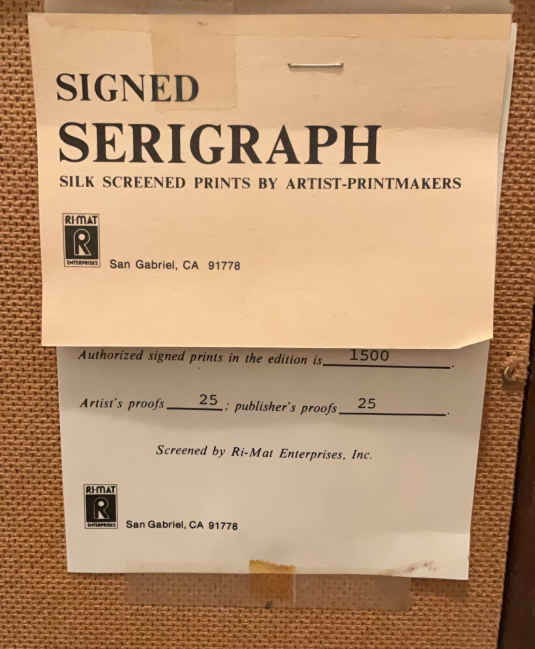 SIGNED
SERIGRAPH
SILK SCREENED PRINTS BY ARTIST-PRINTMAKERS
RI-MAT
R
ENTERPRISES
San Gabriel, CA 91778
Authorized signed prints in the edition is 1500.
Artist's proofs 25; publisher's proofs 25.
Screened by Ri-Mat Enterprises, Inc.
RI-MAT
R
ENTERPRISES
San Gabriel, CA 91778